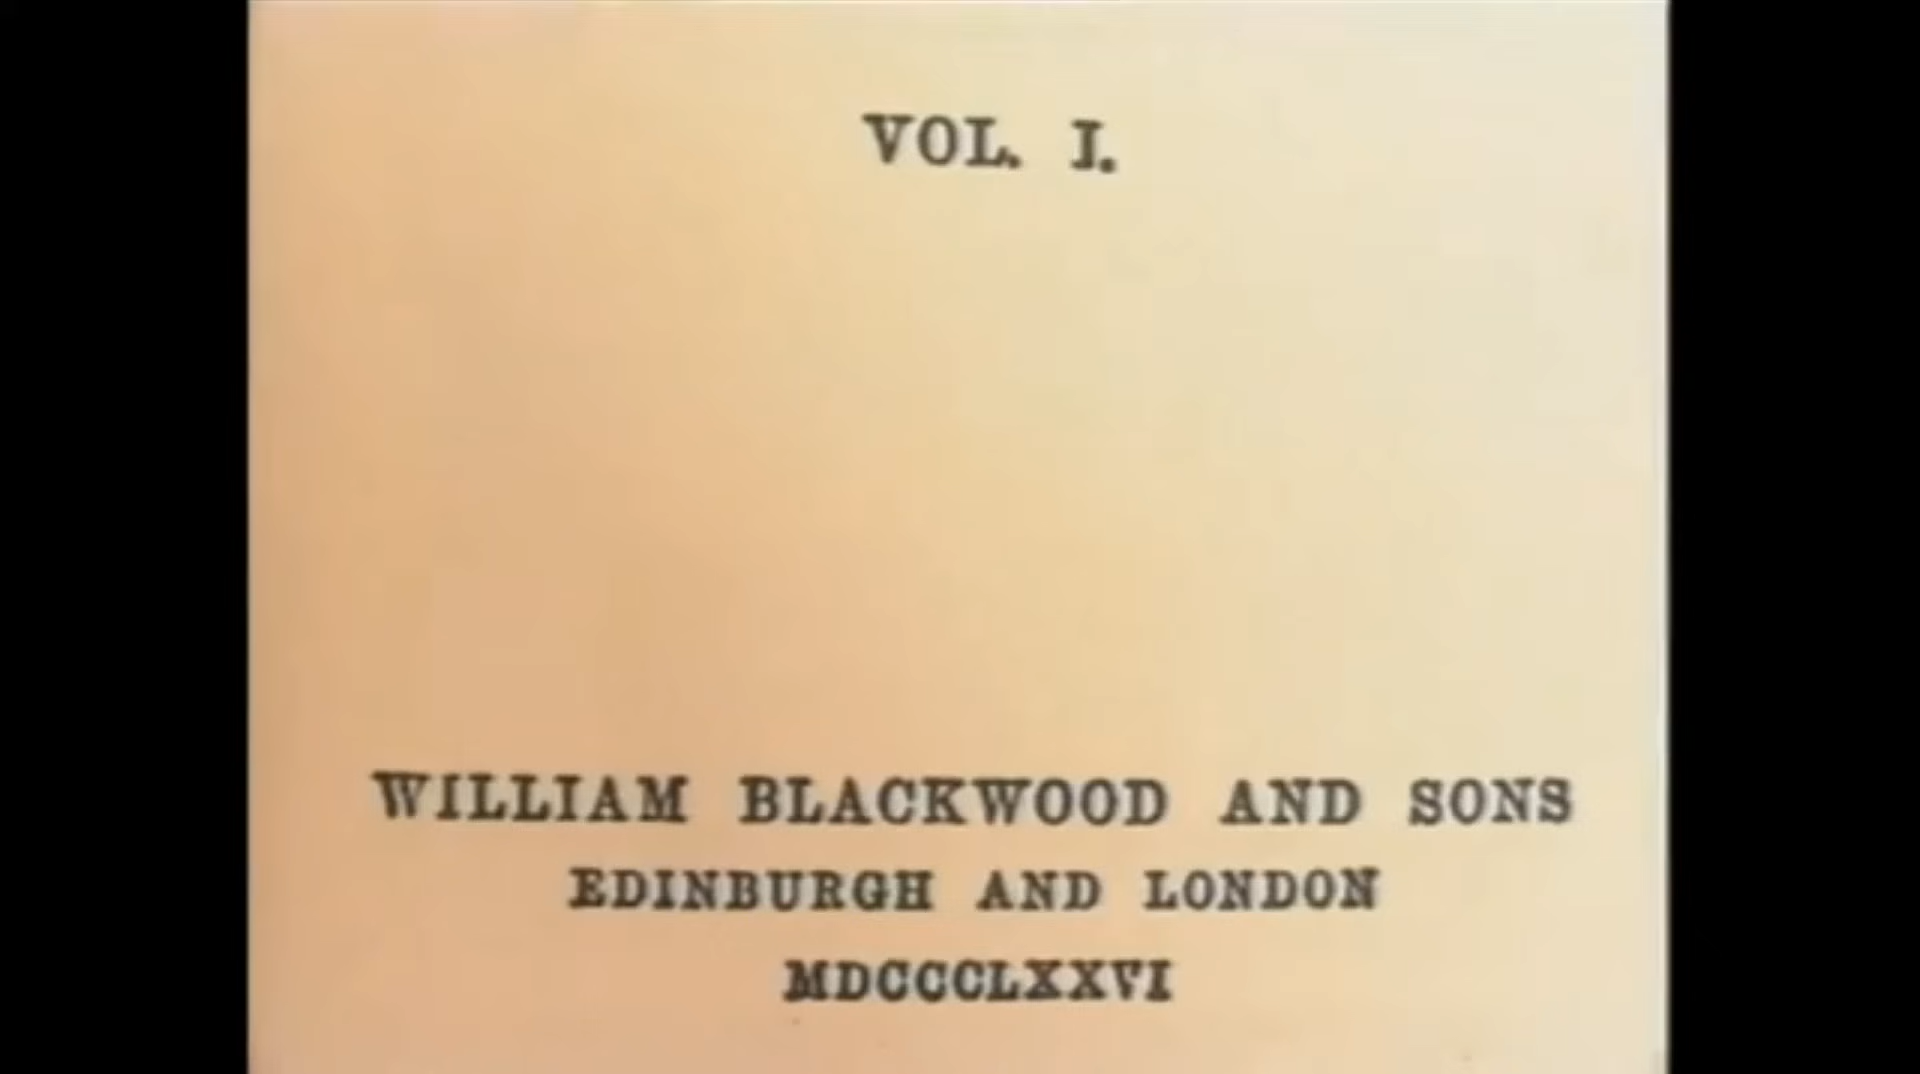 VOL. I.
WILLIAM BLACKWOOD AND SONS
EDINBURGH AND LONDON
MDCCCLXXVI